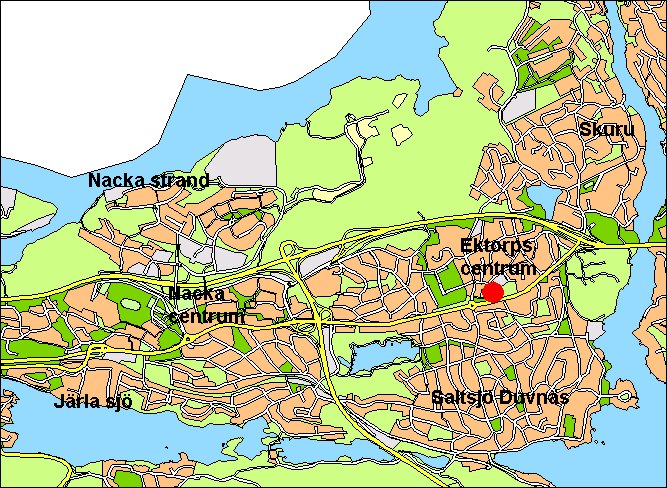 Skuru
Nacka strand
Ektorps-
centrum
Nacka
centrum
Järla sjö
Saltsjö Duvnäs